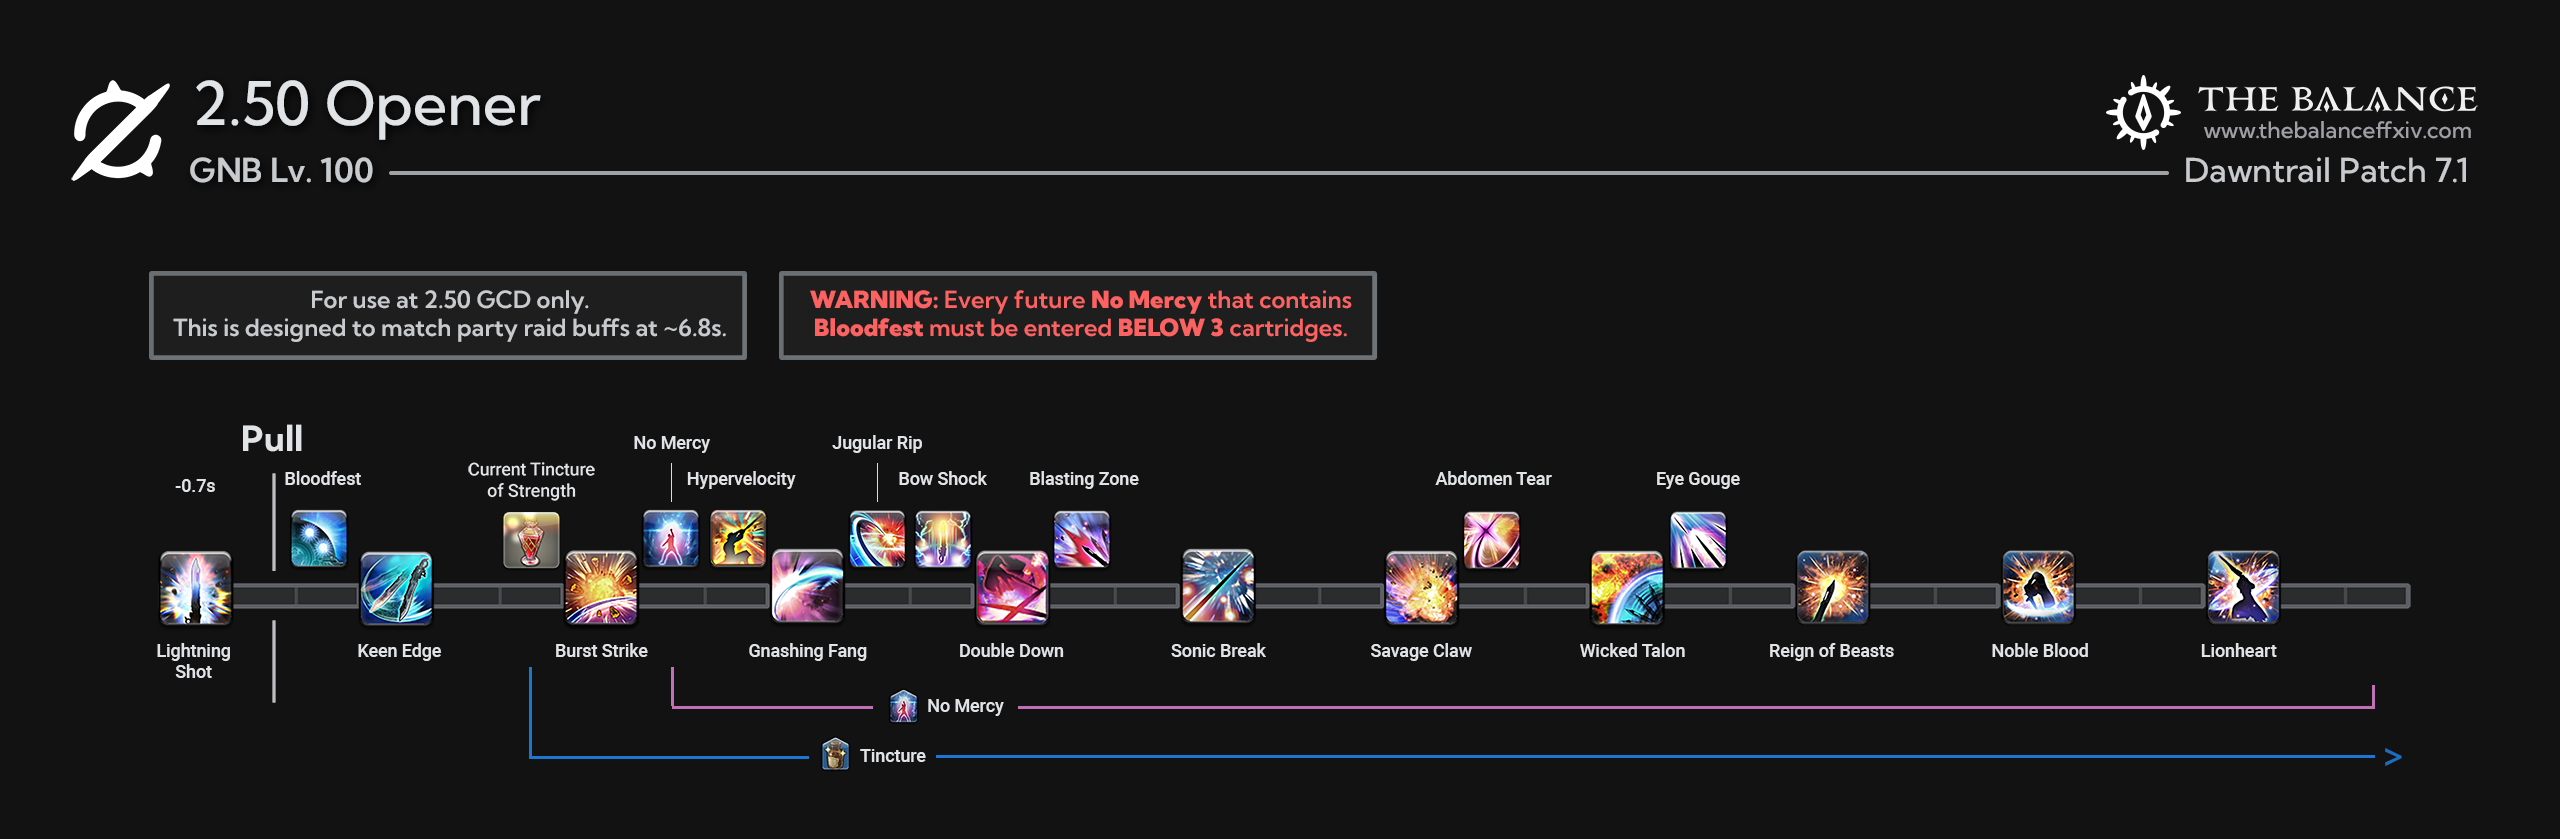 2.50 Opener
GNB Lv. 100
THE BALANCE
www.thebalanceffxiv.com
Dawntrail Patch 7.1
For use at 2.50 GCD only.
This is designed to match party raid buffs at ~6.8s.
WARNING: Every future No Mercy that contains
Bloodfest must be entered BELOW 3 cartridges.
Pull
-0.7s
Bloodfest
Current Tincture
of Strength
No Mercy
Hypervelocity
Jugular Rip
Bow Shock
Blasting Zone
Abdomen Tear
Eye Gouge
Lightning
Shot
Keen Edge
Burst Strike
Gnashing Fang
Double Down
Sonic Break
Savage Claw
Wicked Talon
Reign of Beasts
Noble Blood
Lionheart
No Mercy
Tincture